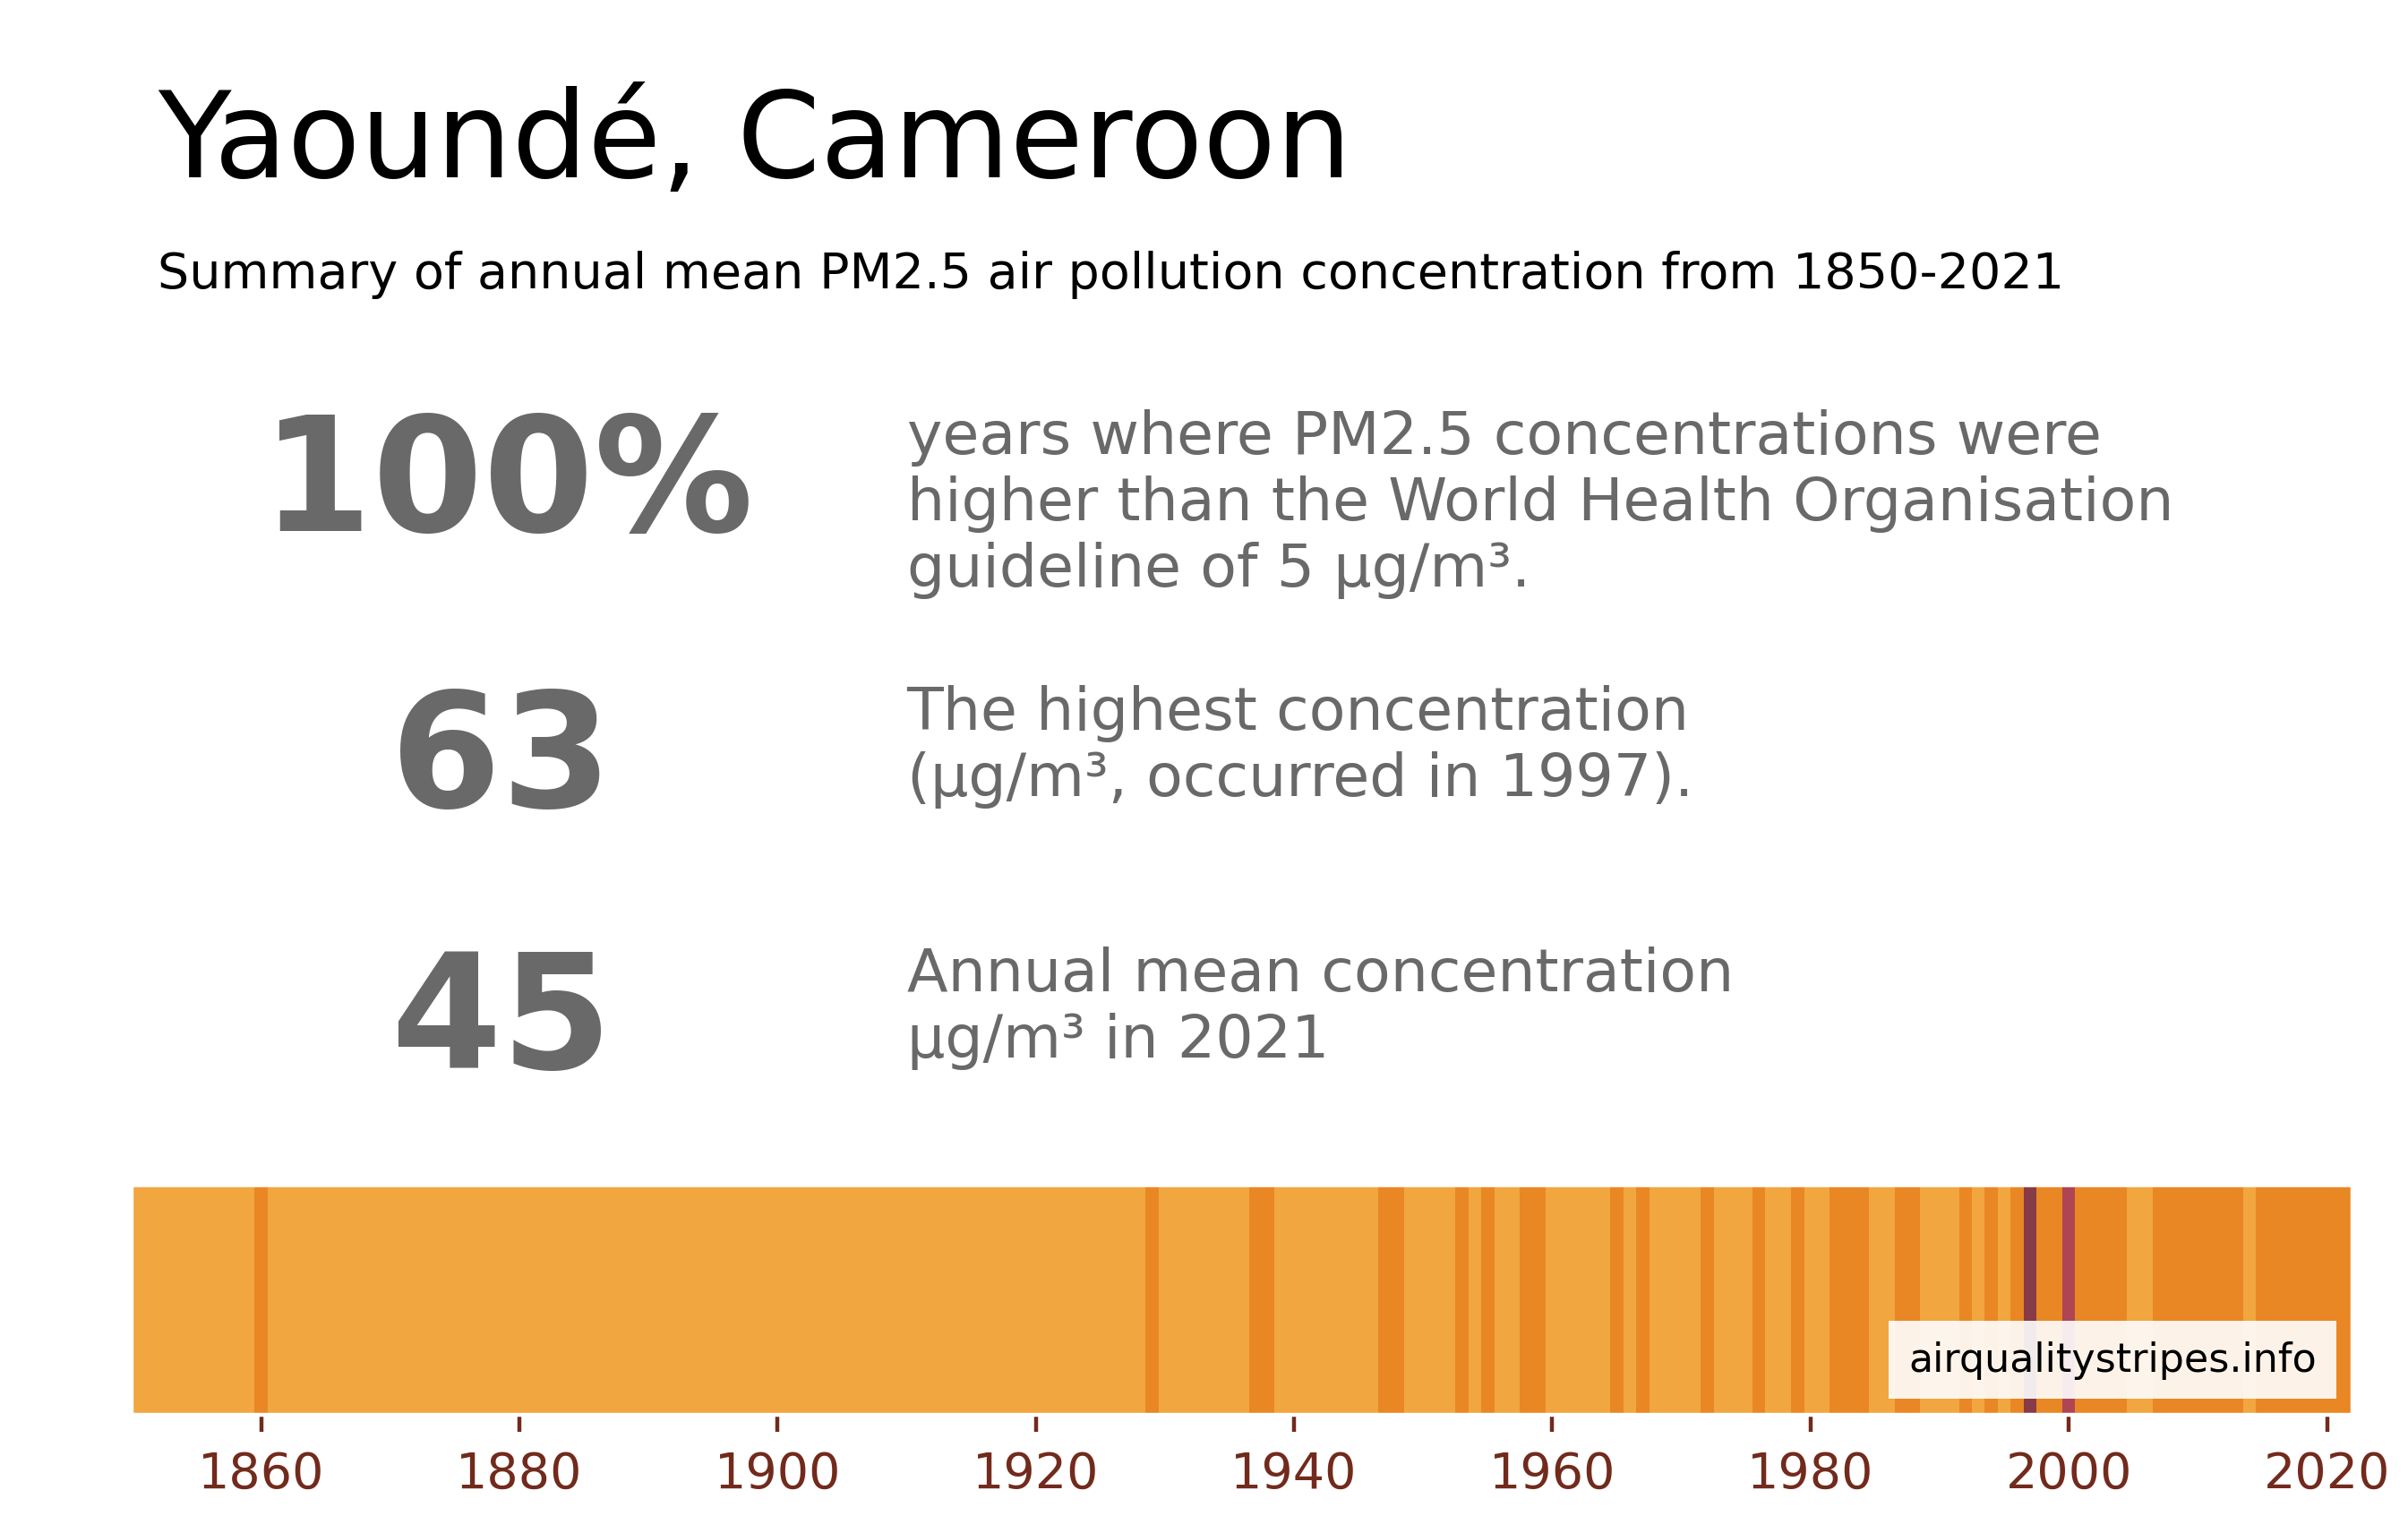 Yaoundé, Cameroon
Summary of annual mean PM2.5 air pollution concentration from 1850-2021
100%
years where PM2.5 concentrations were
higher than the World Health Organisation
guideline of 5 µg/m³.
63
The highest concentration
(µg/m³, occurred in 1997).
45
Annual mean concentration
µg/m³ in 2021
airqualitystripes.info
1860 1880 1900 1920 1940 1960 1980 2000 2020